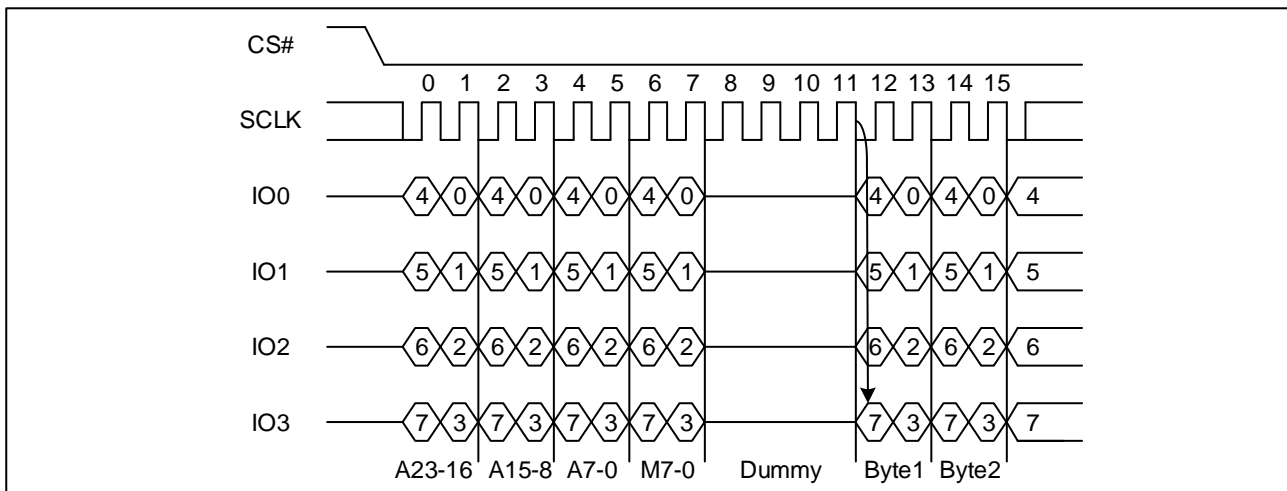 CS#
0 1 2 3 4 5 6 7 8 9 10 11 12 13 14 15
SCLK
IO0 4 0 4 0 4 0 4 0 4 0 4 0 4
IO1 5 1 5 1 5 1 5 1 5 1 5 1 5
IO2 6 2 6 2 6 2 6 2 6 2 6 2 6
IO3 7 3 7 3 7 3 7 3 7 3 7 3 7
A23-16 A15-8 A7-0 M7-0 Dummy Byte1 Byte2